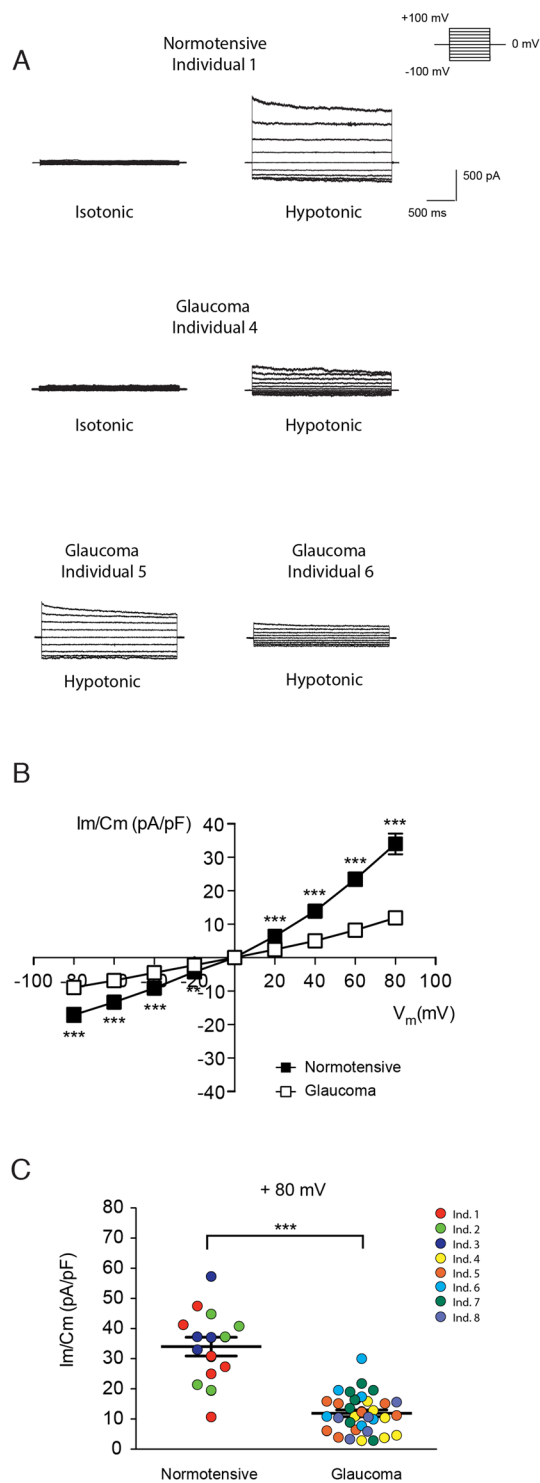 A
Normotensive
Individual 1
+100 mV
0 mV
-100 mV
500 pA
500 ms
Isotonic
Hypotonic
Glaucoma
Individual 4
Isotonic
Hypotonic
Glaucoma
Individual 5
Glaucoma
Individual 6
Hypotonic
Hypotonic
B
Im/Cm (pA/pF)
40
30
20
10
-100 -80 -60 -40 -20 20 40 60 80 100
-10
-20
-30
-40
***
***
***
***
**
***
***
***
Vm(mV)
Normotensive
Glaucoma
C
+ 80 mV
***
Im/Cm (pA/pF)
80
70
60
50
40
30
20
10
0
Normotensive
Glaucoma
Ind. 1
Ind. 2
Ind. 3
Ind. 4
Ind. 5
Ind. 6
Ind. 7
Ind. 8